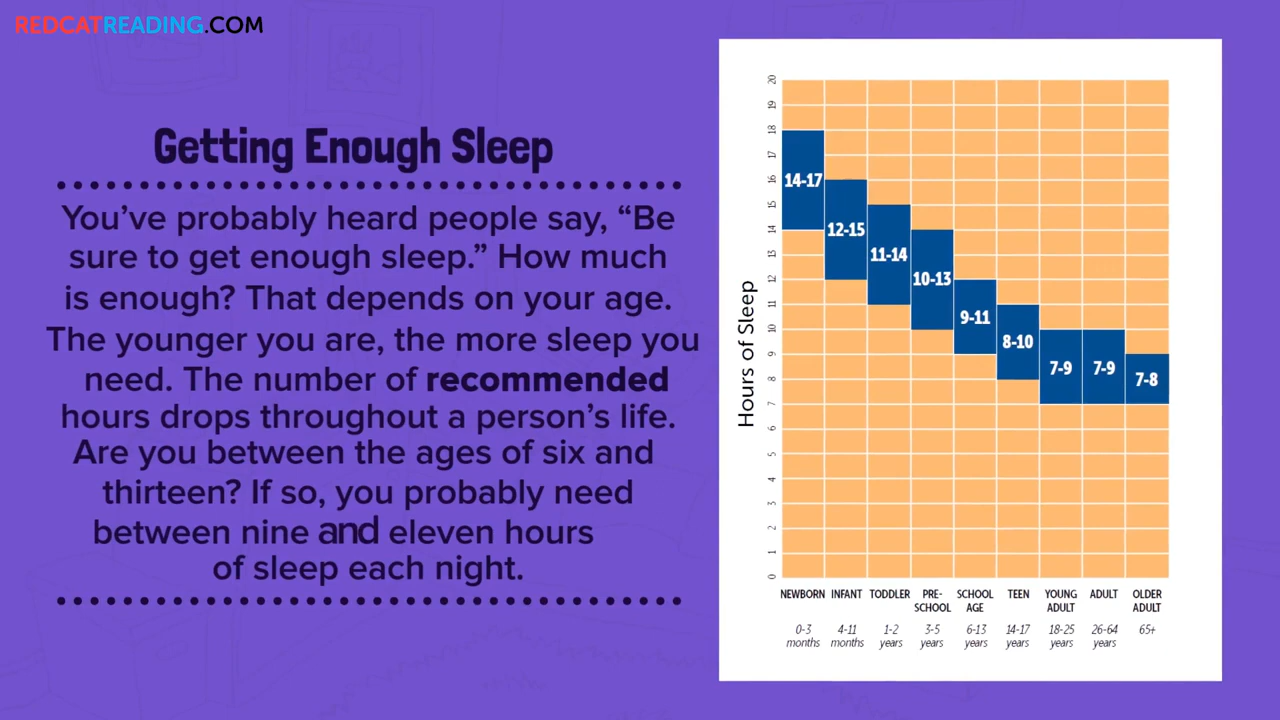 REDCATREADING.COM
Getting Enough Sleep
You’ve probably heard people say, “Be
sure to get enough sleep.” How much
is enough? That depends on your age.
The younger you are, the more sleep you
need. The number of recommended
hours drops throughout a person’s life.
Are you between the ages of six and
thirteen? If so, you probably need
between nine and eleven hours
of sleep each night.
Hours of Sleep
20
19
18
17
16
15
14
13
12
11
10
9
8
7
6
5
4
3
2
1
0
14-17
12-15
11-14
10-13
9-11
8-10
7-9
7-9
7-8
NEWBORN INFANT TODDLER PRE- SCHOOL TEEN YOUNG ADULT OLDER
SCHOOL AGE ADULT ADULT
0-3 4-11 1-2 3-5 6-13 14-17 18-25 26-64 65+
months months years years years years years years